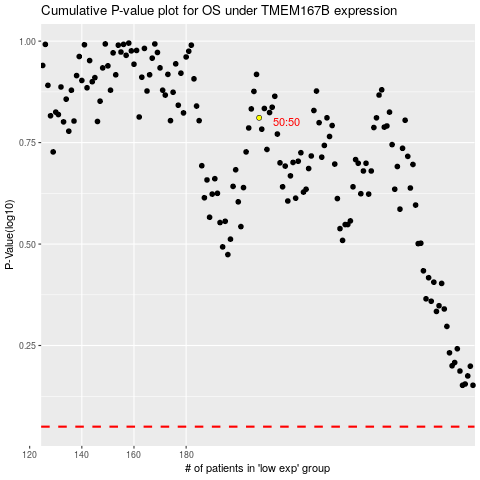 Cumulative P-value plot for OS under TMEM167B expression
P-Value(log10)
1.00
0.75
0.50
0.25
50:50
120 140 160 180
# of patients in 'low exp' group